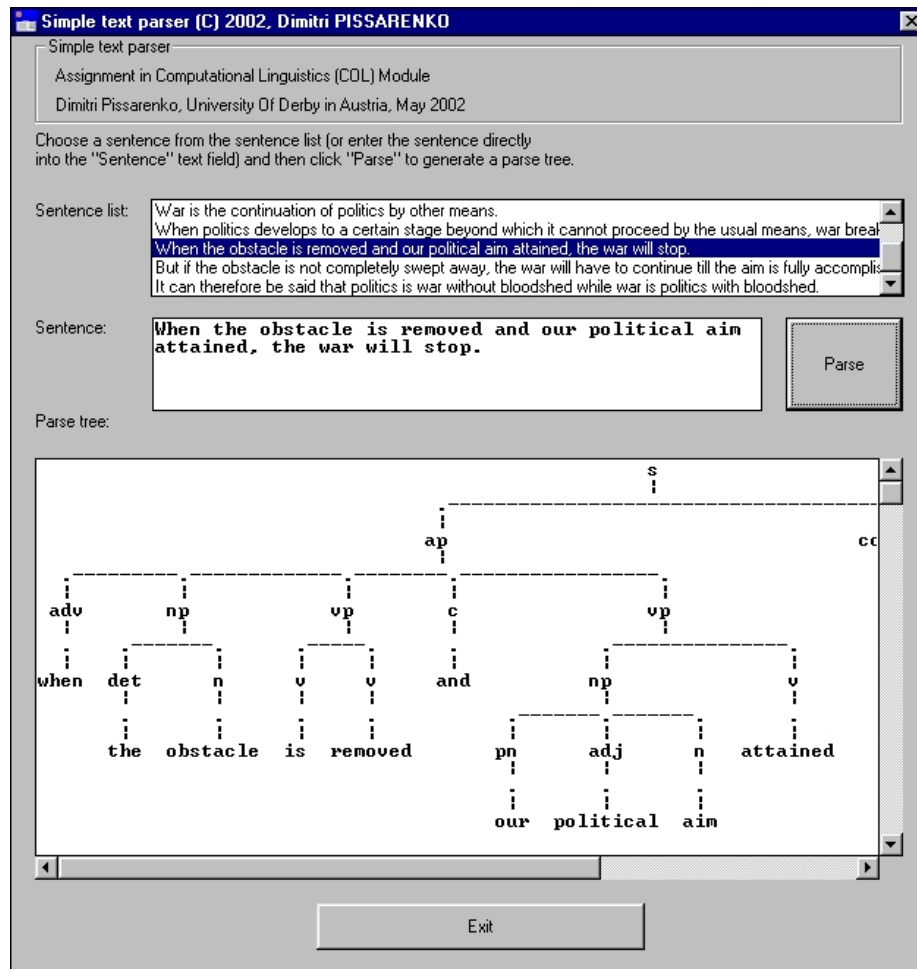 Simple text parser (C) 2002, Dimitri PISSARENKO
Simple text parser
Assignment in Computational Linguistics (COL) Module
Dimitri Pissarenko, University Of Derby in Austria, May 2002
Choose a sentence from the sentence list (or enter the sentence directly
into the "Sentence" text field) and then click "Parse" to generate a parse tree.
Sentence list:
War is the continuation of politics by other means.
When politics develops to a certain stage beyond which it cannot proceed by the usual means, war breal
When the obstacle is removed and our political aim attained, the war will stop.
But if the obstacle is not completely swept away, the war will have to continue till the aim is fully accomplis
It can therefore be said that politics is war without bloodshed while war is politics with bloodshed.
Sentence:
When the obstacle is removed and our political aim
attained, the war will stop.
Parse
Parse tree:
s
ap co
adv np vp c vp
when det n v v and np v
the obstacle is removed pn adj n attained
our political aim
Exit